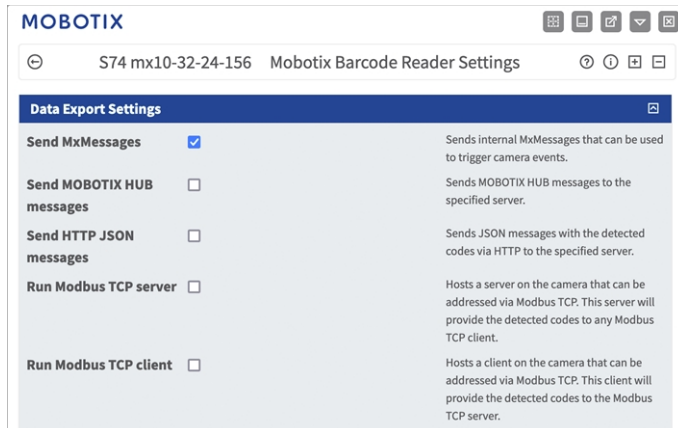 MOBOTIX
S74 mx10-32-24-156 Mobotix Barcode Reader Settings
Data Export Settings
Send MxMessages
Sends internal MxMessages that can be used
to trigger camera events.
Send MOBOTIX HUB
messages
Sends MOBOTIX HUB messages to the
specified server.
Send HTTP JSON
messages
Sends JSON messages with the detected
codes via HTTP to the specified server.
Run Modbus TCP server
Hosts a server on the camera that can be
addressed via Modbus TCP. This server will
provide the detected codes to any Modbus
TCP client.
Run Modbus TCP client
Hosts a client on the camera that can be
addressed via Modbus TCP. This client will
provide the detected codes to the Modbus
TCP server.